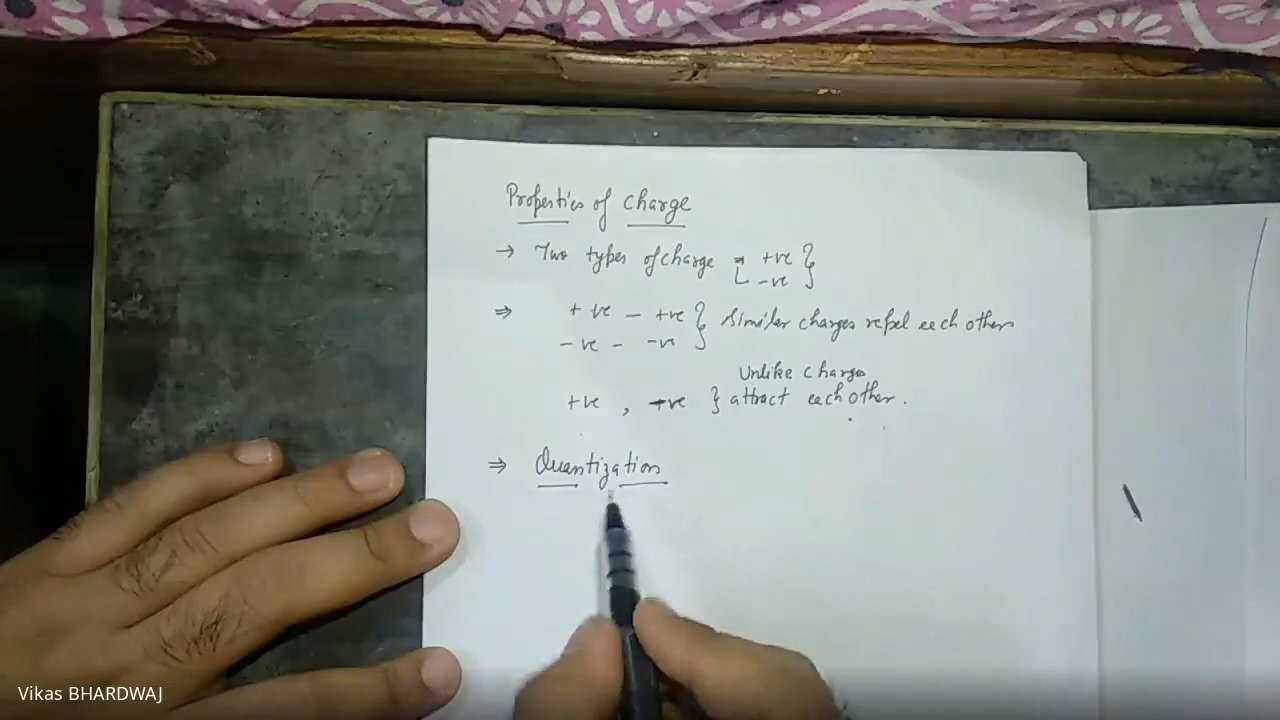 Properties of charge
→ Two types of charge +ve }
-ve
⇒ +ve - +ve } Similar charges repel each others
-ve - -ve
Unlike charges
+ve , -ve } attract each other.
⇒ Quantization
Vikas BHARDWAJ